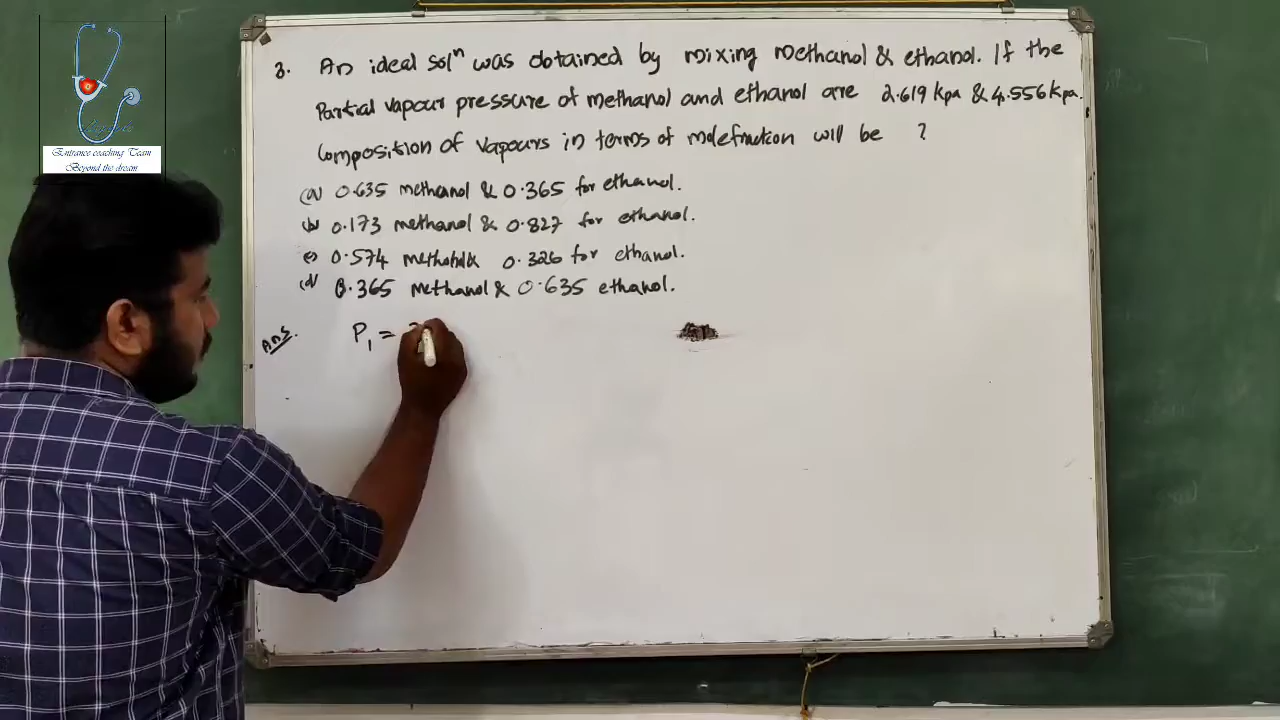 Entrance coaching Team
Beyond the dream
3. An ideal solⁿ was obtained by mixing methanol & ethanol. If the
Partial vapour pressure of methanol and ethanol are 2.619 kpa & 4.556 kpa.
Composition of vapours in terms of molefraction will be ?
(a) 0.635 methanol & 0.365 for ethanol.
(b) 0.173 methanol & 0.827 for ethanol.
(c) 0.574 & 0.326 for ethanol.
(d) 0.365 methanol & 0.635 ethanol.
Ans. P₁ =